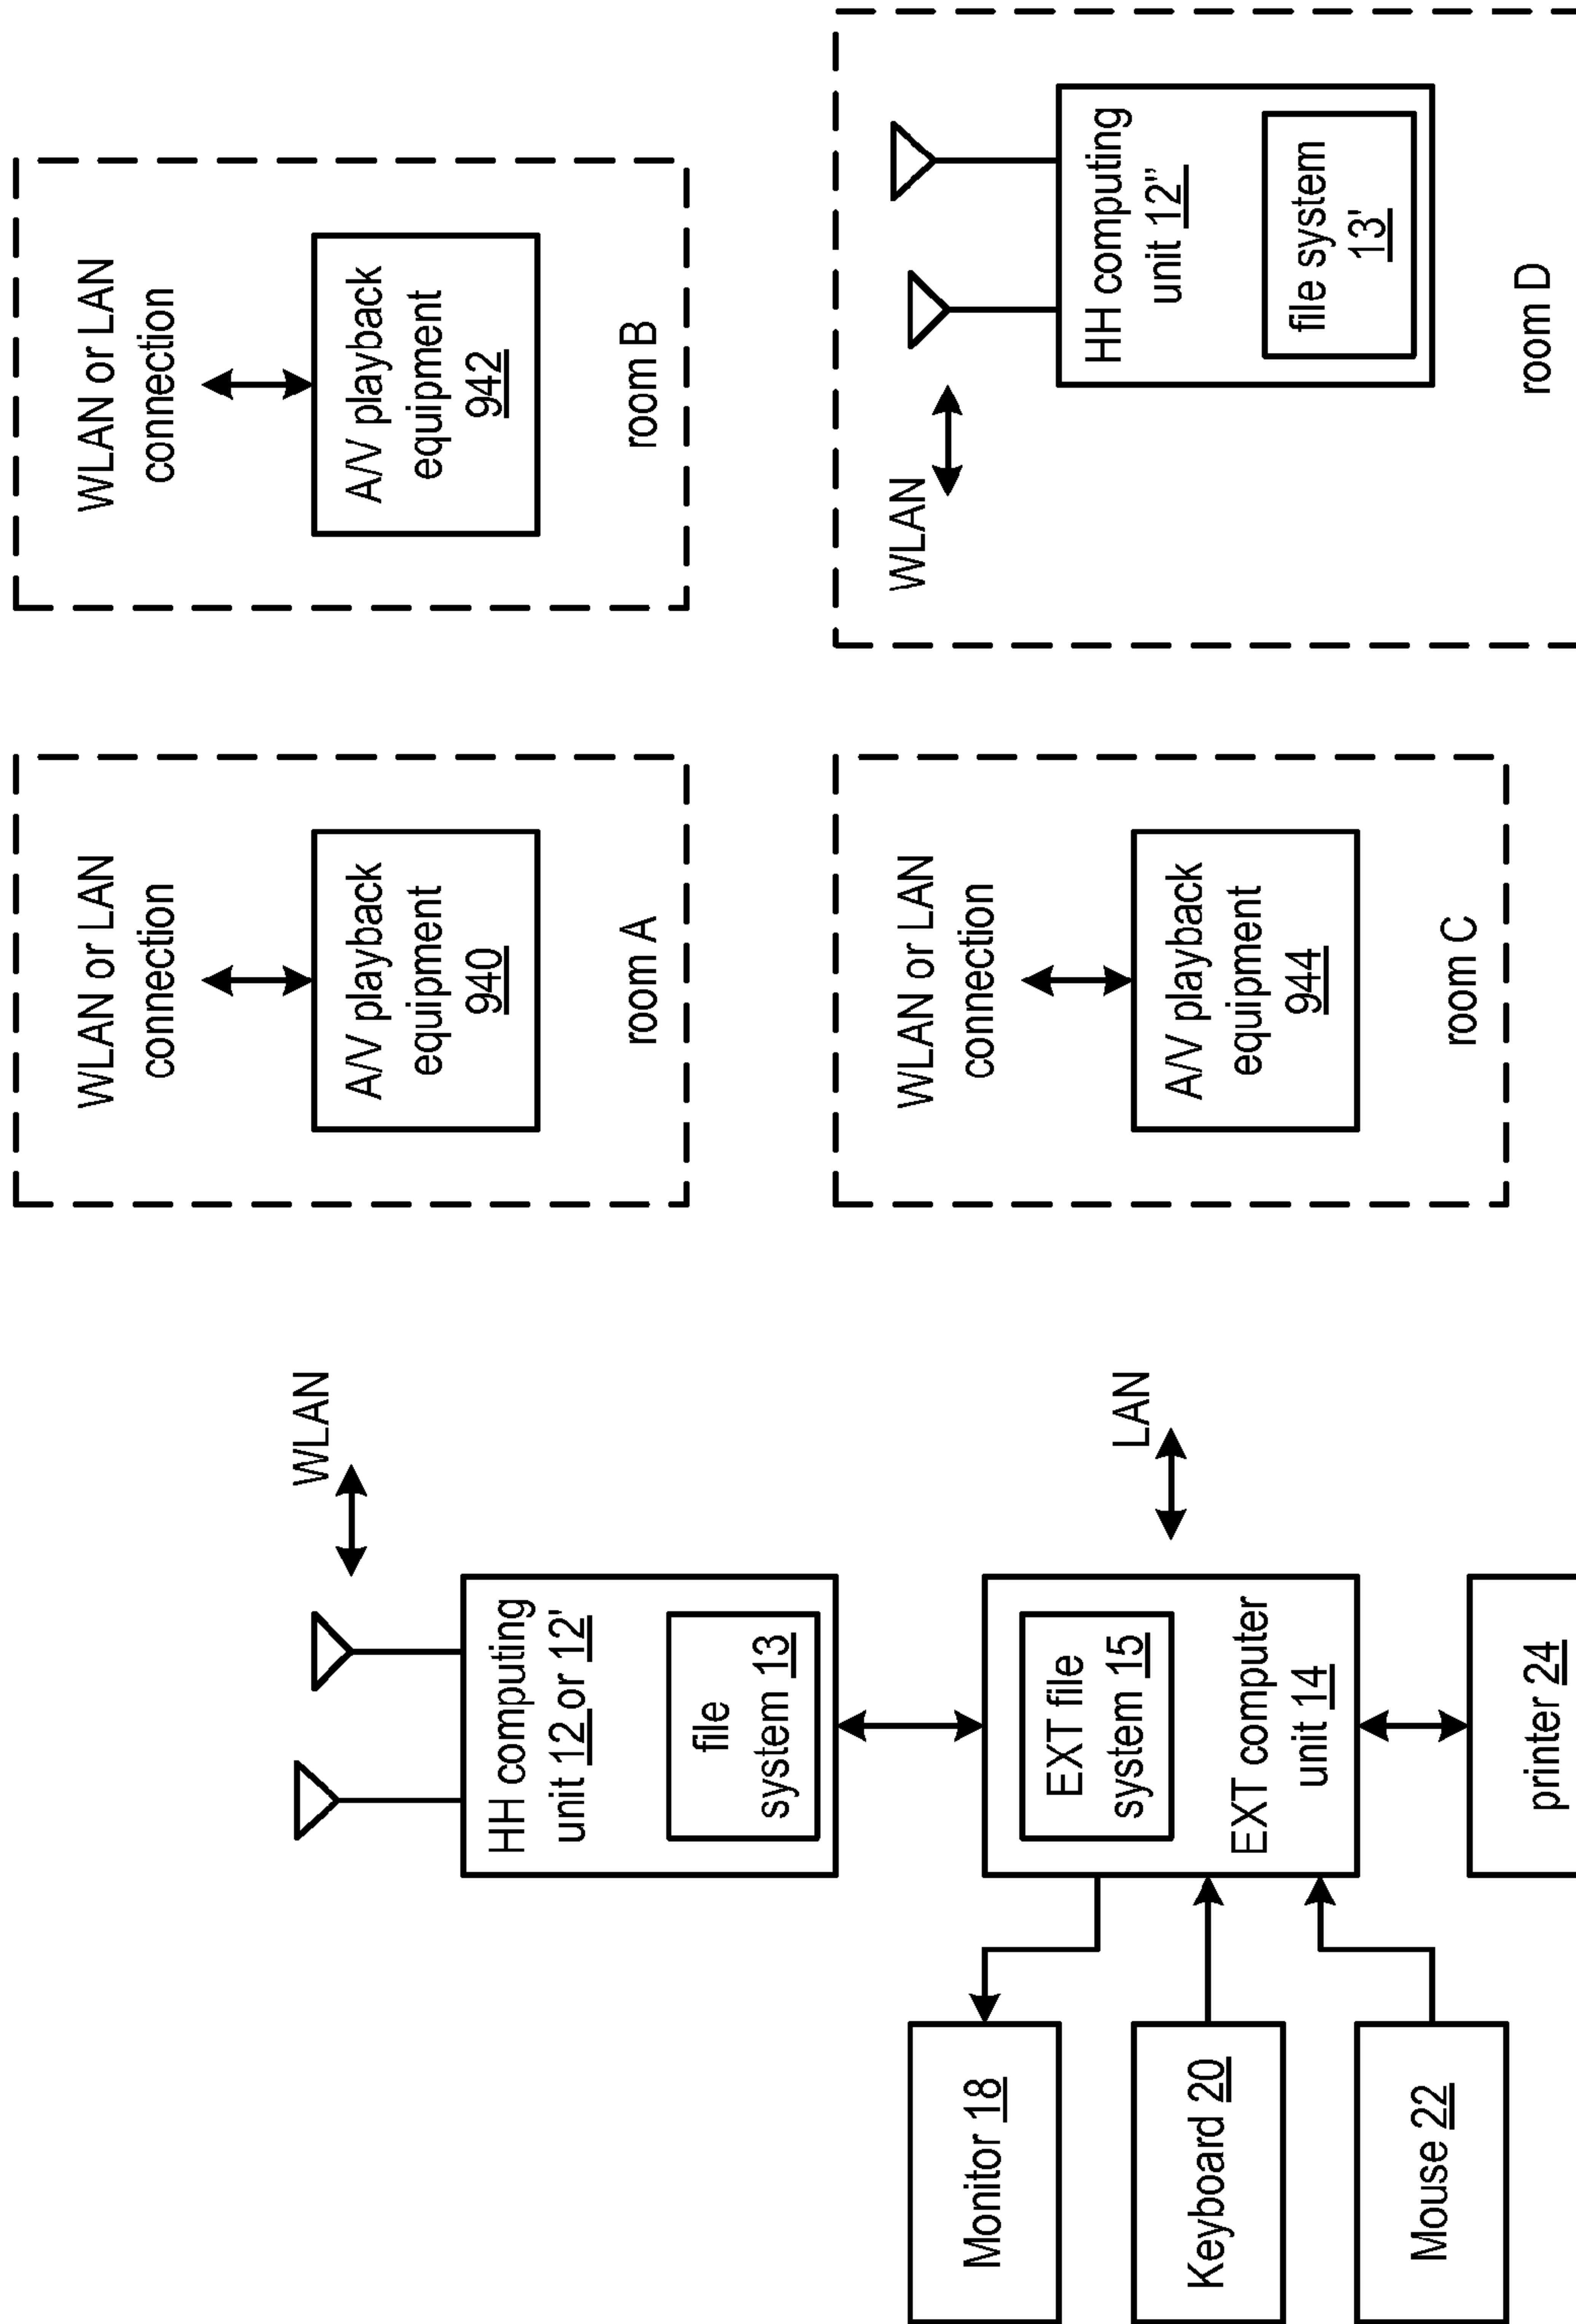 WLAN
HH computing
unit 12 or 12'
file
system 13
EXT file
system 15
EXT computer
unit 14
LAN
Monitor 18
Keyboard 20
Mouse 22
printer 24
WLAN or LAN
connection
A/V playback
equipment
940
room A
WLAN or LAN
connection
A/V playback
equipment
942
room B
WLAN or LAN
connection
A/V playback
equipment
944
room C
WLAN
HH computing
unit 12”
file system
13'
room D